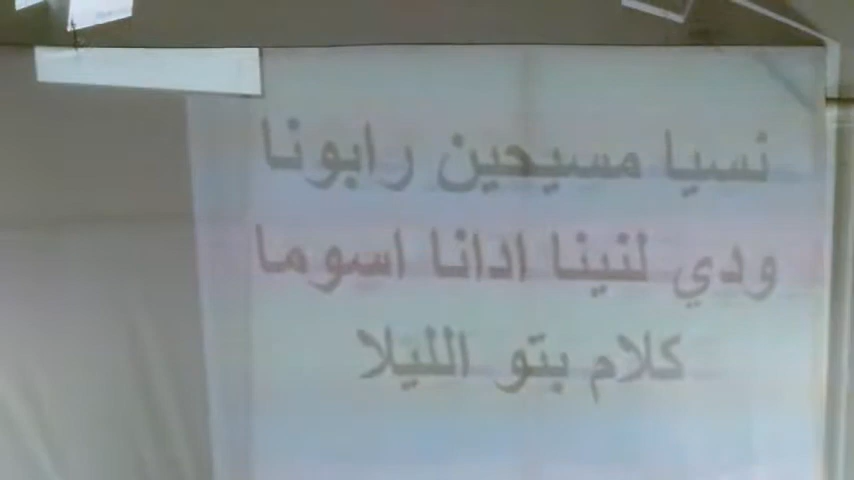 نسيا مسيحين رابونا
ودي لنينا ادانا اسوما
كلام بتو الليلا